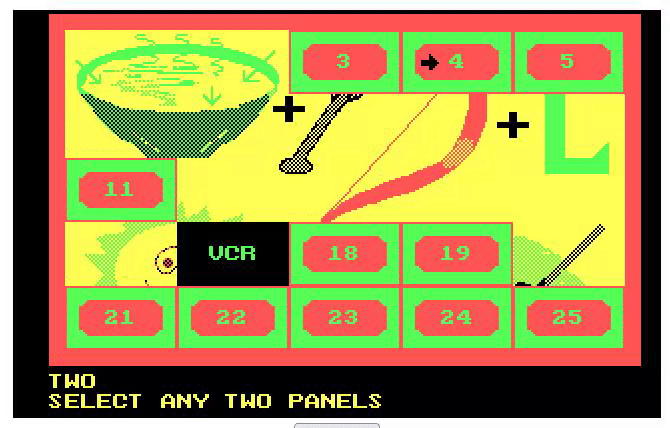 3 4 5
+ + L
11
VCR 18 19
21 22 23 24 25
TWO
SELECT ANY TWO PANELS